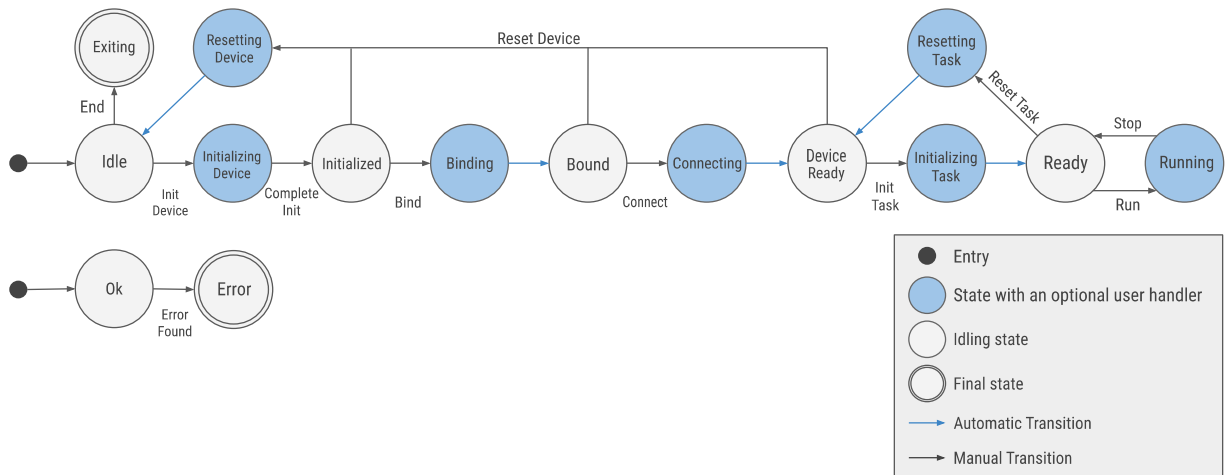 Exiting
Resetting
Device
Reset Device
Resetting
Task
End
Reset Task
Stop
Idle
Initializing
Device
Initialized
Binding
Bound
Connecting
Device
Ready
Initializing
Task
Ready
Running
Init
Device
Complete
Init
Bind
Connect
Init
Task
Run
Ok
Error
Error
Found
Entry
State with an optional user handler
Idling state
Final state
Automatic Transition
Manual Transition